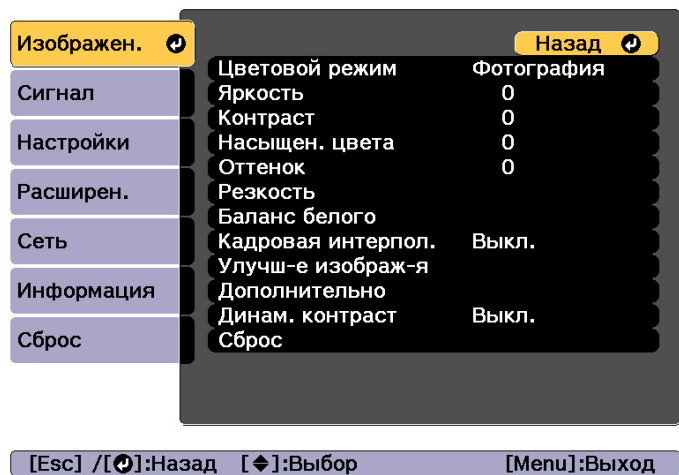 Изображен.
Сигнал
Настройки
Расширен.
Сеть
Информация
Сброс
Назад
Цветовой режим Фотография
Яркость 0
Контраст 0
Насыщен. цвета 0
Оттенок 0
Резкость
Баланс белого
Кадровая интерпол. Выкл.
Улучш-е изображ-я
Дополнительно
Динам. контраст Выкл.
Сброс
[Esc] /[⏎]:Назад [◆]:Выбор [Menu]:Выход